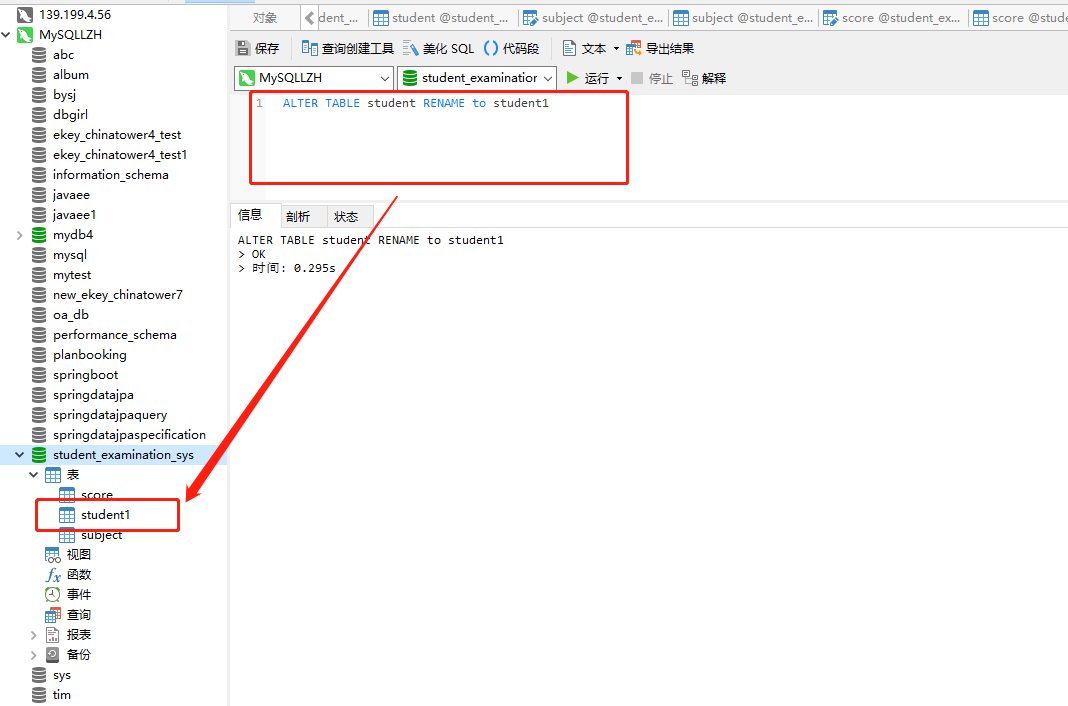 139.199.4.56
MySQLLZH
abc
album
bysj
dbgirl
ekey_chinatower4_test
ekey_chinatower4_test1
information_schema
javaee
javaee1
mydb4
mysql
mytest
new_ekey_chinatower7
oa_db
performance_schema
planbooking
springboot
springdatajpa
springdatajpaquery
springdatajpaspecification
student_examination_sys
表
score
student1
subject
视图
fx 函数
事件
查询
报表
备份
sys
tim
对象 dent_... student @student_... subject @student_e... subject @student_e... score @student_ex... score @stude
保存 查询创建工具 美化 SQL () 代码段 文本 导出结果
MySQLLZH student_examination 运行 停止 解释
1 ALTER TABLE student RENAME to student1
信息 剖析 状态
ALTER TABLE student RENAME to student1
> OK
> 时间: 0.295s